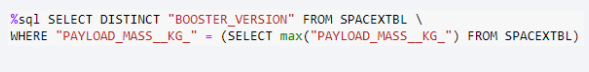 %sql SELECT DISTINCT "BOOSTER_VERSION" FROM SPACEXTBL \
WHERE "PAYLOAD_MASS__KG_" = (SELECT max("PAYLOAD_MASS__KG_") FROM SPACEXTBL)